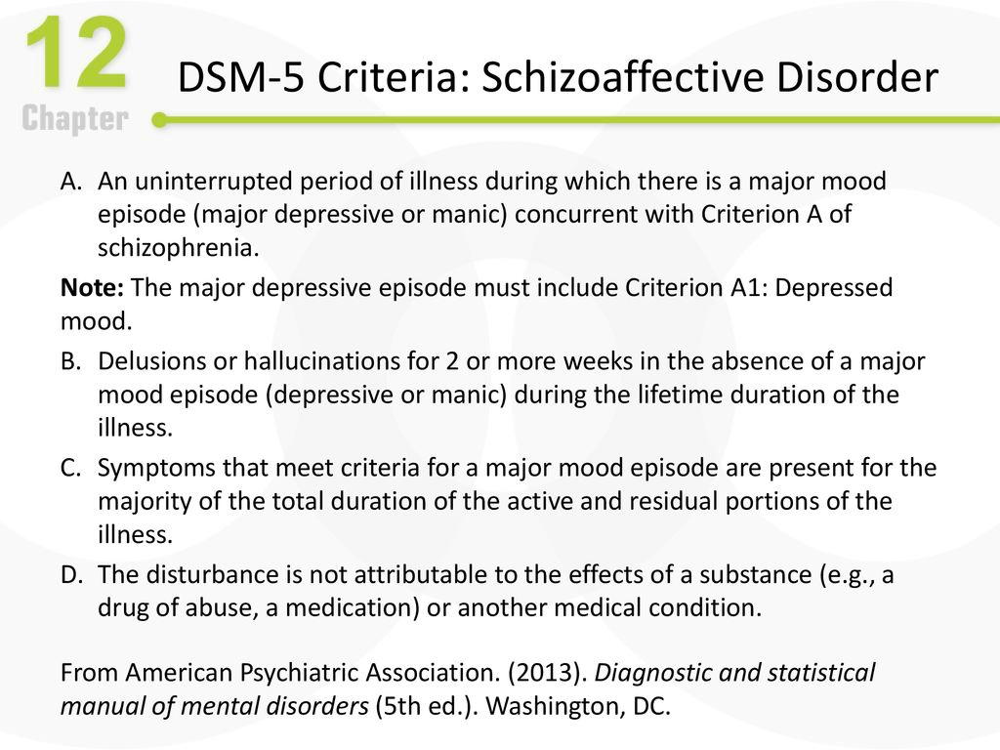 12
Chapter
DSM-5 Criteria: Schizoaffective Disorder
A. An uninterrupted period of illness during which there is a major mood
episode (major depressive or manic) concurrent with Criterion A of
schizophrenia.
Note: The major depressive episode must include Criterion A1: Depressed
mood.
B. Delusions or hallucinations for 2 or more weeks in the absence of a major
mood episode (depressive or manic) during the lifetime duration of the
illness.
C. Symptoms that meet criteria for a major mood episode are present for the
majority of the total duration of the active and residual portions of the
illness.
D. The disturbance is not attributable to the effects of a substance (e.g., a
drug of abuse, a medication) or another medical condition.
From American Psychiatric Association. (2013). Diagnostic and statistical
manual of mental disorders (5th ed.). Washington, DC.